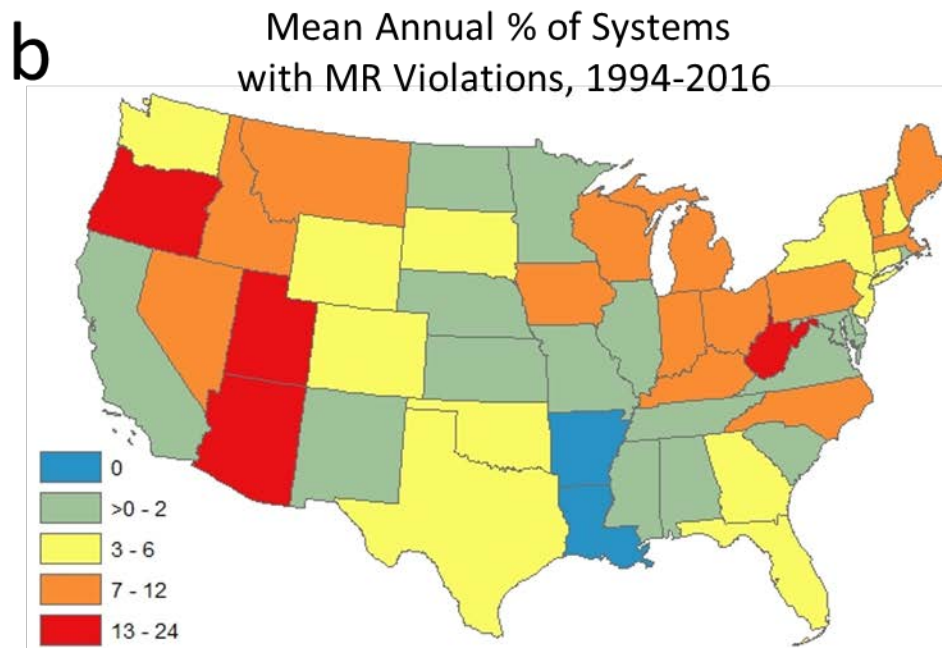 b
Mean Annual % of Systems
with MR Violations, 1994-2016
0
>0 - 2
3 - 6
7 - 12
13 - 24